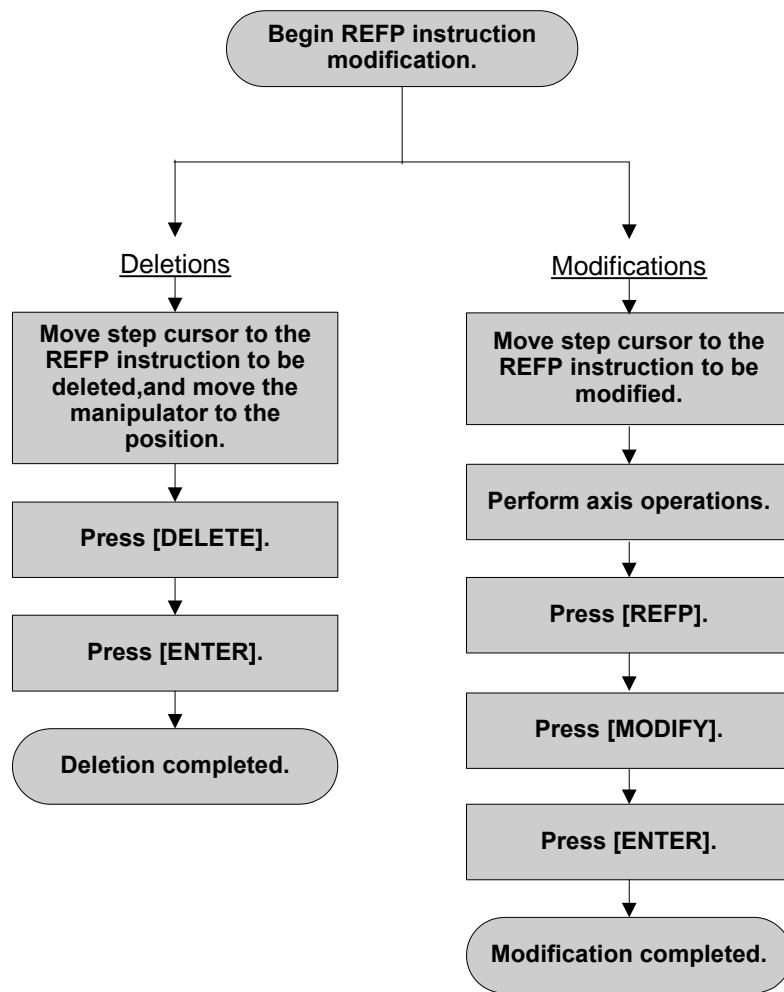 Begin REFP instruction
modification.
Deletions
Move step cursor to the
REFP instruction to be
deleted,and move the
manipulator to the
position.
Press [DELETE].
Press [ENTER].
Deletion completed.
Modifications
Move step cursor to the
REFP instruction to be
modified.
Perform axis operations.
Press [REFP].
Press [MODIFY].
Press [ENTER].
Modification completed.